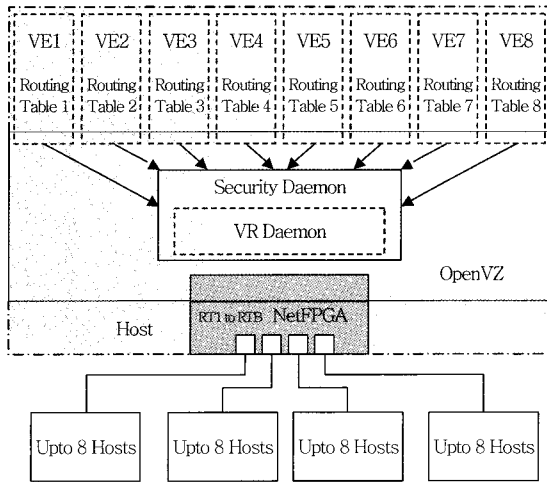 VE1 VE2 VE3 VE4 VE5 VE6 VE7 VE8
Routing Routing Routing Routing Routing Routing Routing Routing
Table 1 Table 2 Table 3 Table 4 Table 5 Table 6 Table 7 Table 8
Security Daemon
VR Daemon
OpenVZ
Host
RT1 to RTB NetFPGA
Upto 8 Hosts Upto 8 Hosts Upto 8 Hosts Upto 8 Hosts